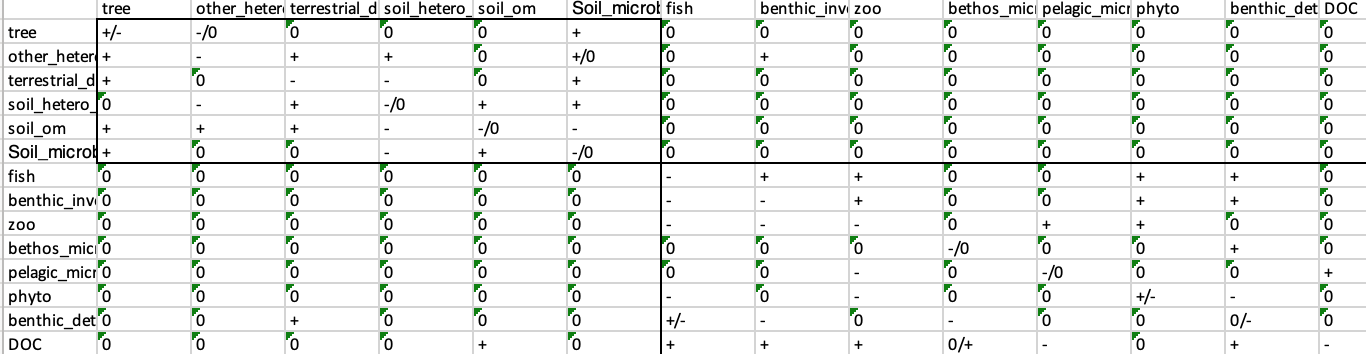 tree other_heter terrestrial_d soil_hetero_ soil_om Soil_microb fish benthic_inv zoo bethos_micr pelagic_micr phyto benthic_det DOC
tree +/- -/0 0 0 0 + 0 0 0 0 0 0 0 0
other_heter + - + + 0 +/0 0 + 0 0 0 0 0 0
terrestrial_d + 0 - - 0 + 0 0 0 0 0 0 0 0
soil_hetero_ 0 - + -/0 + + 0 0 0 0 0 0 0 0
soil_om + + + - -/0 - 0 0 0 0 0 0 0 0
Soil_microb + 0 0 - + -/0 0 0 0 0 0 0 0 0
fish 0 0 0 0 0 0 - + + 0 0 + + 0
benthic_inv 0 0 0 0 0 0 - - + 0 0 + + 0
zoo 0 0 0 0 0 0 - - - 0 + + 0 0
bethos_micr 0 0 0 0 0 0 0 0 0 -/0 0 0 + 0
pelagic_micr 0 0 0 0 0 0 0 0 - 0 -/0 0 0 +
phyto 0 0 0 0 0 0 - 0 - 0 0 +/- - 0
benthic_det 0 0 + 0 0 0 +/- - 0 - 0 0 0/- 0
DOC 0 0 0 0 + 0 + + + 0/+ - 0 + -